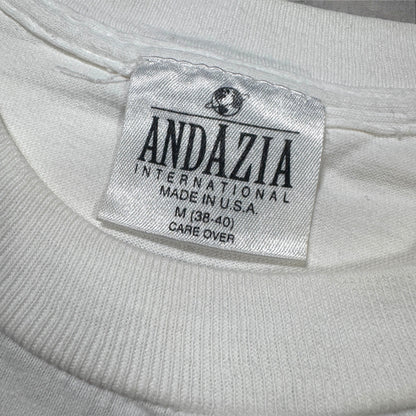 ANDAZIA
INTERNATIONAL
MADE IN U.S.A.
M (38-40)
CARE OVER